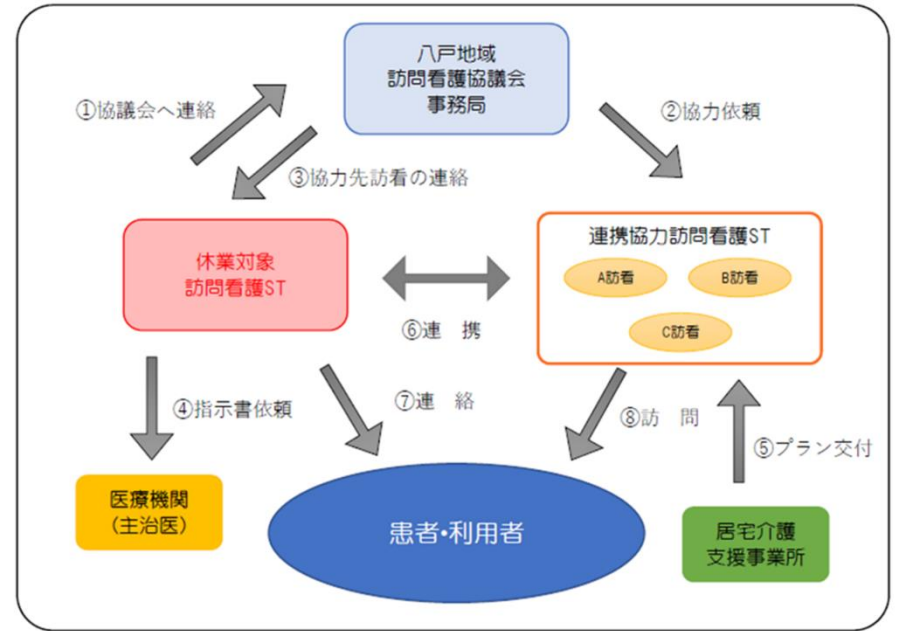 八戸地域
訪問看護協議会
事務局
①協議会へ連絡
②協力依頼
③協力先訪看の連絡
休業対象
訪問看護ST
連携協力訪問看護ST
A訪看
B訪看
C訪看
⑥連 携
④指示書依頼
⑦連 絡
⑧訪 問
⑤プラン交付
医療機関
(主治医)
患者・利用者
居宅介護
支援事業所